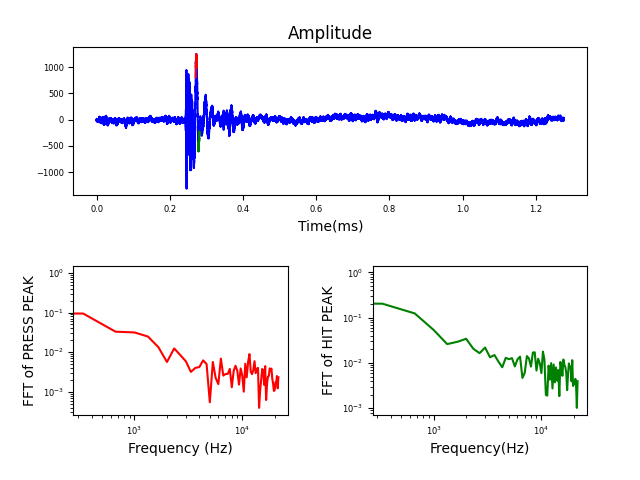 Amplitude
1000
500
0
−500
−1000
0.0 0.2 0.4 0.6 0.8 1.0 1.2
Time(ms)
FFT of PRESS PEAK
10⁰
10⁻¹
10⁻²
10⁻³
10³ 10⁴
Frequency (Hz)
FFT of HIT PEAK
10⁰
10⁻¹
10⁻²
10⁻³
10³ 10⁴
Frequency(Hz)